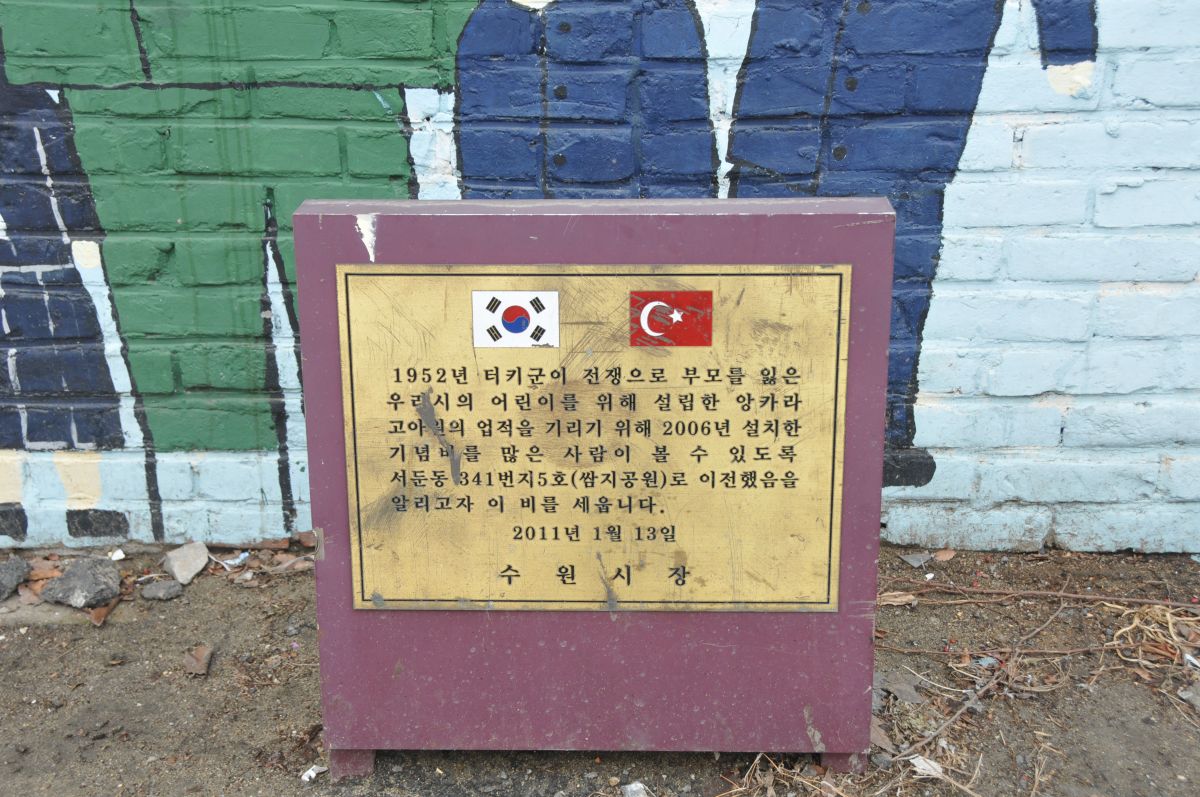 1952년 터키군이 전쟁으로 부모를 잃은
우리시의 어린이를 위해 설립한 앙카라
고아원의 업적을 기리기 위해 2006년 설치한
기념비를 많은 사람이 볼 수 있도록
서둔동 341번지5호(쌈지공원)로 이전했음을
알리고자 이 비를 세웁니다.
2011년 1월 13일
수 원 시 장